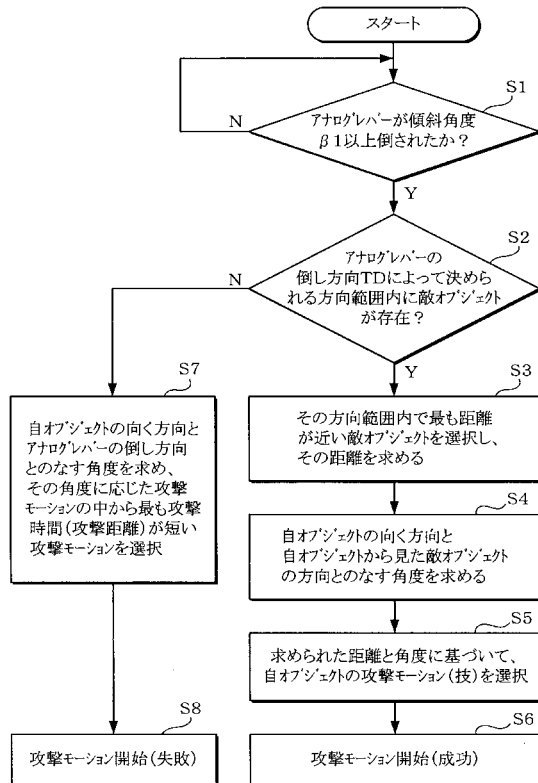 スタート
S1
アナログレバーが傾斜角度
β1以上倒されたか？
N
Y
S2
アナログレバーの
倒し方向TDによって決めら
れる方向範囲内に敵オブジェクト
が存在？
N
Y
S7
自オブジェクトの向く方向と
アナログレバーの倒し方向
とのなす角度を求め、
その角度に応じた攻撃
モーションの中から最も攻撃
時間(攻撃距離)が短い
攻撃モーションを選択
S3
その方向範囲内で最も距離
が近い敵オブジェクトを選択し、
その距離を求める
S4
自オブジェクトの向く方向と
自オブジェクトから見た敵オブジェクト
の方向とのなす角度を求める
S5
求められた距離と角度に基づいて、
自オブジェクトの攻撃モーション(技)を選択
S8
攻撃モーション開始(失敗)
S6
攻撃モーション開始(成功)